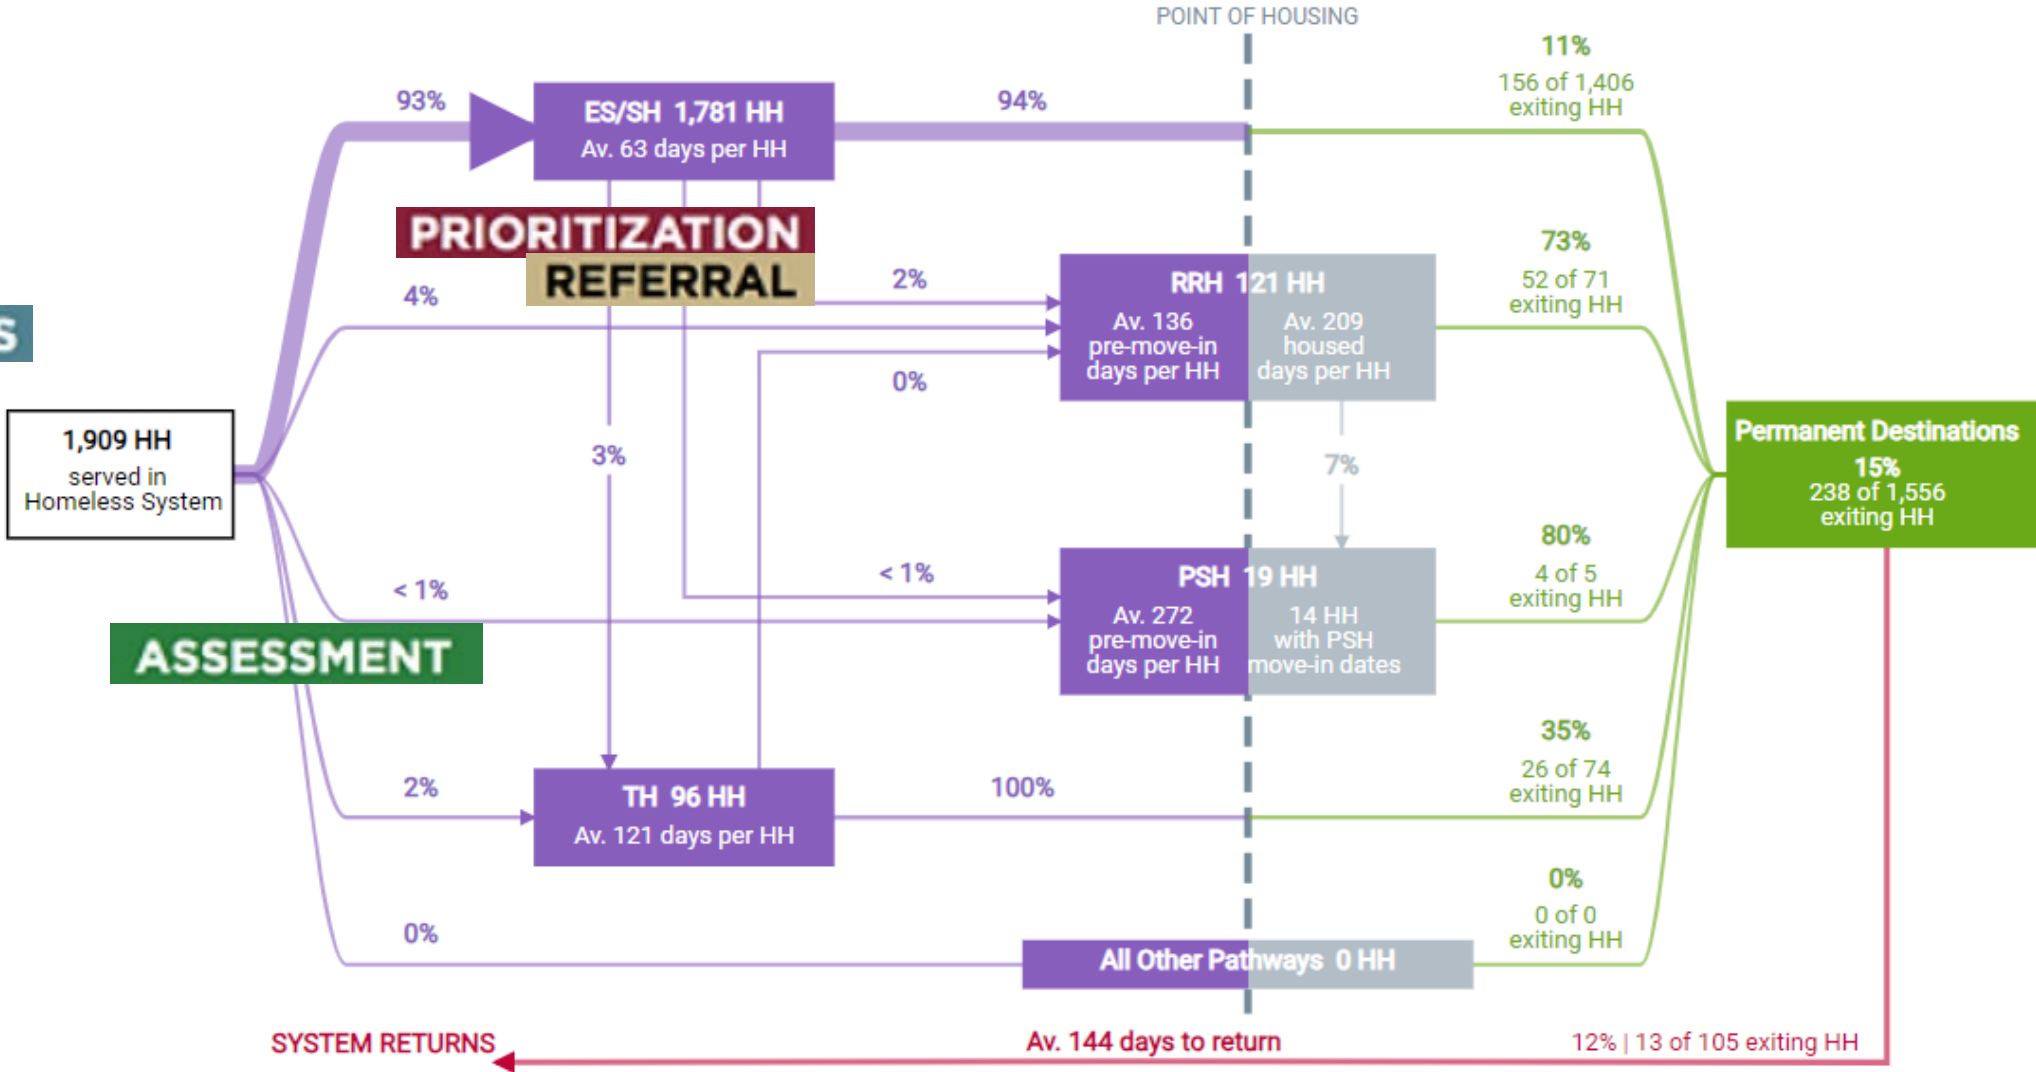 POINT OF HOUSING
11%
156 of 1,406
exiting HH
93%
ES/SH 1,781 HH
Av. 63 days per HH
94%
PRIORITIZATION
REFERRAL
4%
2%
0%
RRH 121 HH
Av. 136
pre-move-in
days per HH
Av. 209
housed
days per HH
73%
52 of 71
exiting HH
S
1,909 HH
served in
Homeless System
3%
7%
Permanent Destinations
15%
238 of 1,556
exiting HH
< 1%
< 1%
PSH 19 HH
Av. 272
pre-move-in
days per HH
14 HH
with PSH
move-in dates
80%
4 of 5
exiting HH
ASSESSMENT
2%
TH 96 HH
Av. 121 days per HH
100%
35%
26 of 74
exiting HH
0%
All Other Pathways 0 HH
0%
0 of 0
exiting HH
SYSTEM RETURNS
Av. 144 days to return
12% | 13 of 105 exiting HH